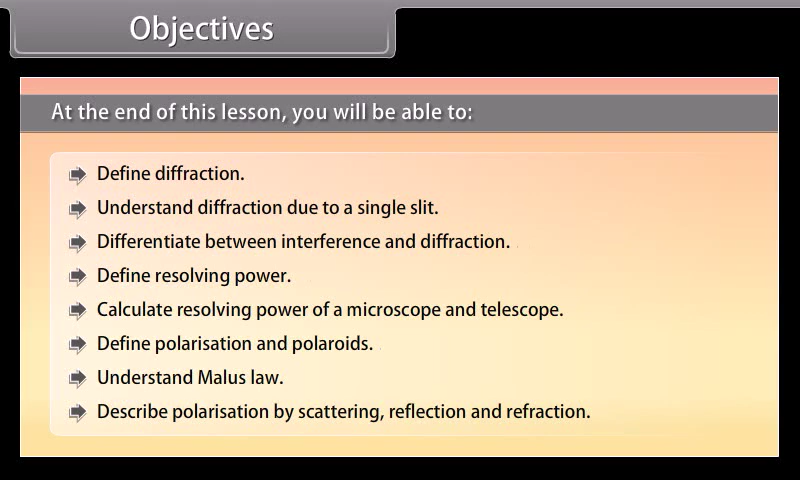 Objectives
At the end of this lesson, you will be able to:
Define diffraction.
Understand diffraction due to a single slit.
Differentiate between interference and diffraction.
Define resolving power.
Calculate resolving power of a microscope and telescope.
Define polarisation and polaroids.
Understand Malus law.
Describe polarisation by scattering, reflection and refraction.